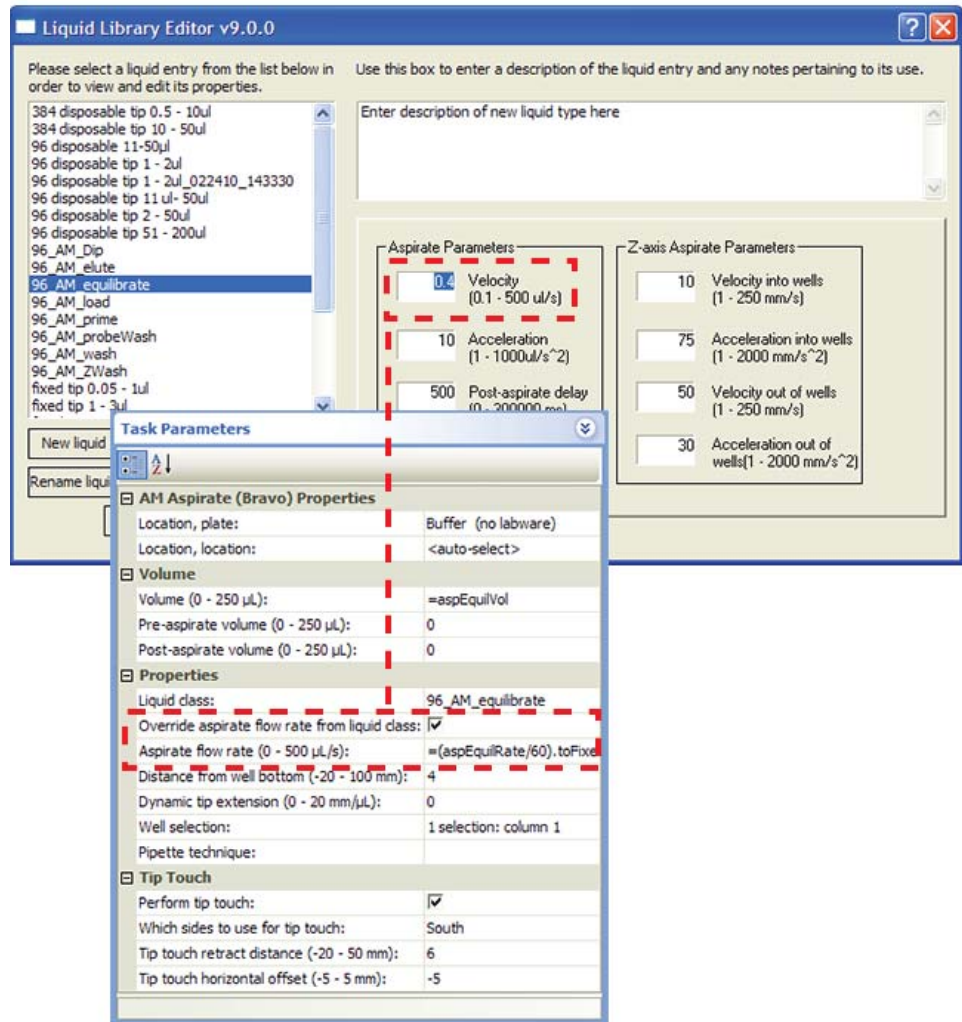 Liquid Library Editor v9.0.0
Please select a liquid entry from the list below in
order to view and edit its properties.
Use this box to enter a description of the liquid entry and any notes pertaining to its use.
384 disposable tip 0.5 - 10ul
384 disposable tip 10 - 50ul
96 disposable 11-50µl
96 disposable tip 1 - 2ul
96 disposable tip 1 - 2ul_022410_143330
96 disposable tip 11 ul- 50ul
96 disposable tip 2 - 50ul
96 disposable tip 51 - 200ul
96_AM_Dip
96_AM_elute
96_AM_equilibrate
96_AM_load
96_AM_prime
96_AM_probeWash
96_AM_wash
96_AM_ZWash
fixed tip 0.05 - 1ul
fixed tip 1 - 3ul
Enter description of new liquid type here
Aspirate Parameters
0.4 Velocity
(0.1 - 500 ul/s)
10 Acceleration
(1 - 1000ul/s^2)
500 Post-aspirate delay
(0 - 200000 ms)
Z-axis Aspirate Parameters
10 Velocity into wells
(1 - 250 mm/s)
75 Acceleration into wells
(1 - 2000 mm/s^2)
50 Velocity out of wells
(1 - 250 mm/s)
30 Acceleration out of
wells(1 - 2000 mm/s^2)
New liquid
Rename liqui
Task Parameters
AM Aspirate (Bravo) Properties
Location, plate: Buffer (no labware)
Location, location: <auto-select>
Volume
Volume (0 - 250 µL): =aspEquilVol
Pre-aspirate volume (0 - 250 µL): 0
Post-aspirate volume (0 - 250 µL): 0
Properties
Liquid class: 96_AM_equilibrate
Override aspirate flow rate from liquid class:
Aspirate flow rate (0 - 500 µL/s): =(aspEquilRate/60).toFixe
Distance from well bottom (-20 - 100 mm): 4
Dynamic tip extension (0 - 20 mm/µL): 0
Well selection: 1 selection: column 1
Pipette technique:
Tip Touch
Perform tip touch:
Which sides to use for tip touch: South
Tip touch retract distance (-20 - 50 mm): 6
Tip touch horizontal offset (-5 - 5 mm): -5